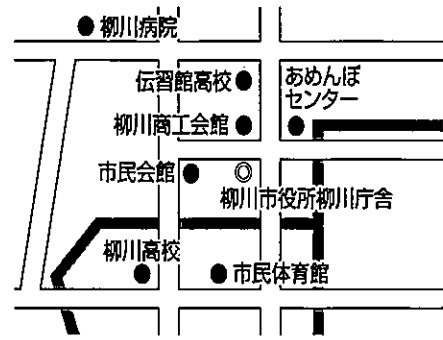 柳川病院
伝習館高校
あめんぼ
センター
柳川商工会館
市民会館
柳川市役所柳川庁舎
柳川高校
市民体育館